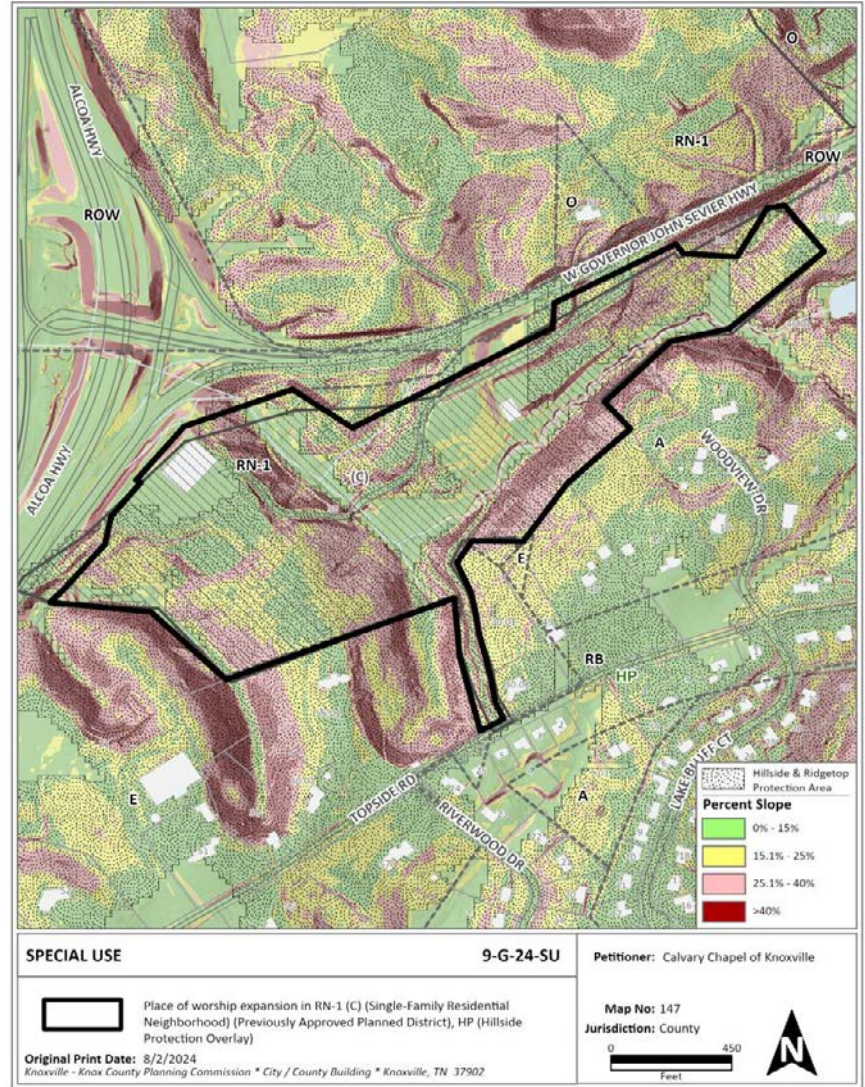 ALCOA HWY
ROW
RN-1
O
ROW
O
W GOVERNOR JOHN SEVIER HWY
ALCOA HWY
RN-1
(C)
A
WOODVIEW DR
E
RB
HP
TOPSIDE RD
LAKE BLUFF CT
E
A
RIVERWOOD DR
Hillside & Ridgetop
Protection Area
Percent Slope
0% - 15%
15.1% - 25%
25.1% - 40%
>40%
SPECIAL USE
9-G-24-SU
Petitioner: Calvary Chapel of Knoxville
Place of worship expansion in RN-1 (C) (Single-Family Residential
Neighborhood) (Previously Approved Planned District), HP (Hillside
Protection Overlay)
Map No: 147
Jurisdiction: County
0 450
Feet
N
Original Print Date: 8/2/2024
Knoxville - Knox County Planning Commission * City / County Building * Knoxville, TN 37902